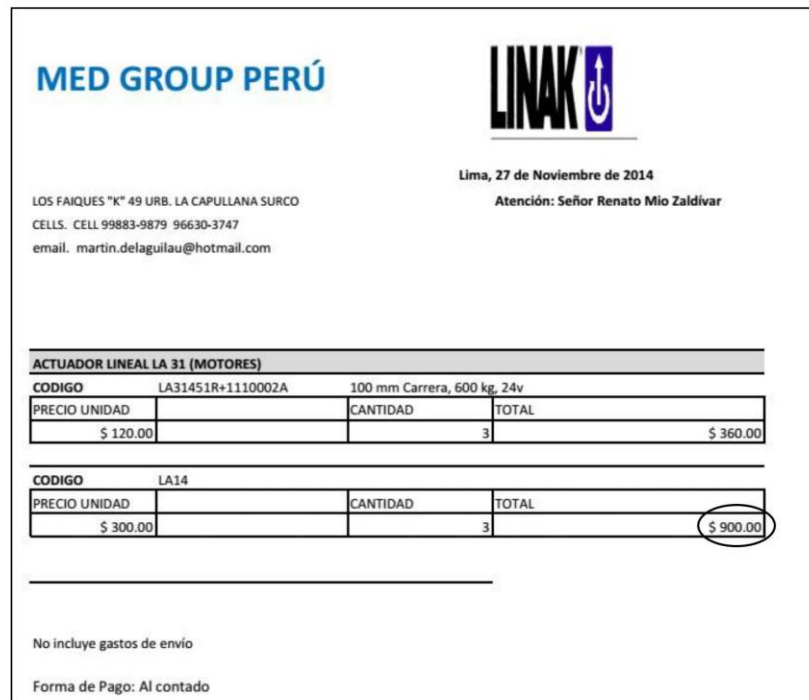 MED GROUP PERÚ
LINAK
Lima, 27 de Noviembre de 2014
LOS FAIQUES "K" 49 URB. LA CAPULLANA SURCO
Atención: Señor Renato Mio Zaldívar
CELLS. CELL 99883-9879 96630-3747
email. martin.delaguilau@hotmail.com
ACTUADOR LINEAL LA 31 (MOTORES)
CODIGO LA31451R+1110002A 100 mm Carrera, 600 kg, 24v
PRECIO UNIDAD CANTIDAD TOTAL
$ 120.00 3 $ 360.00
CODIGO LA14
PRECIO UNIDAD CANTIDAD TOTAL
$ 300.00 3 $ 900.00
No incluye gastos de envío
Forma de Pago: Al contado